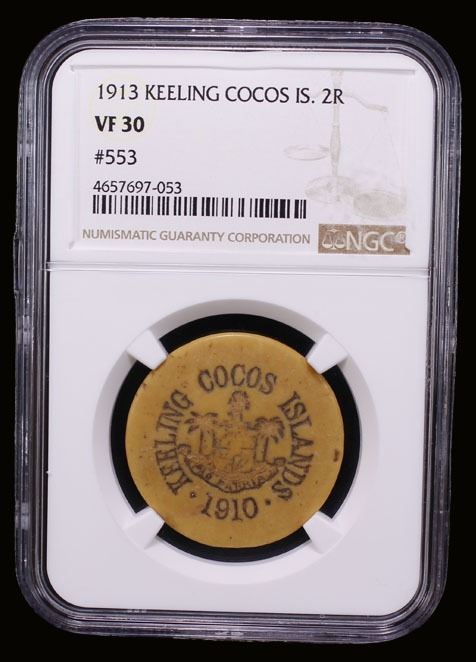 1913 KEELING COCOS IS. 2R
VF 30
#553
4657697-053
NUMISMATIC GUARANTY CORPORATION
NGC®
KEELING COCOS ISLANDS
· 1910 ·